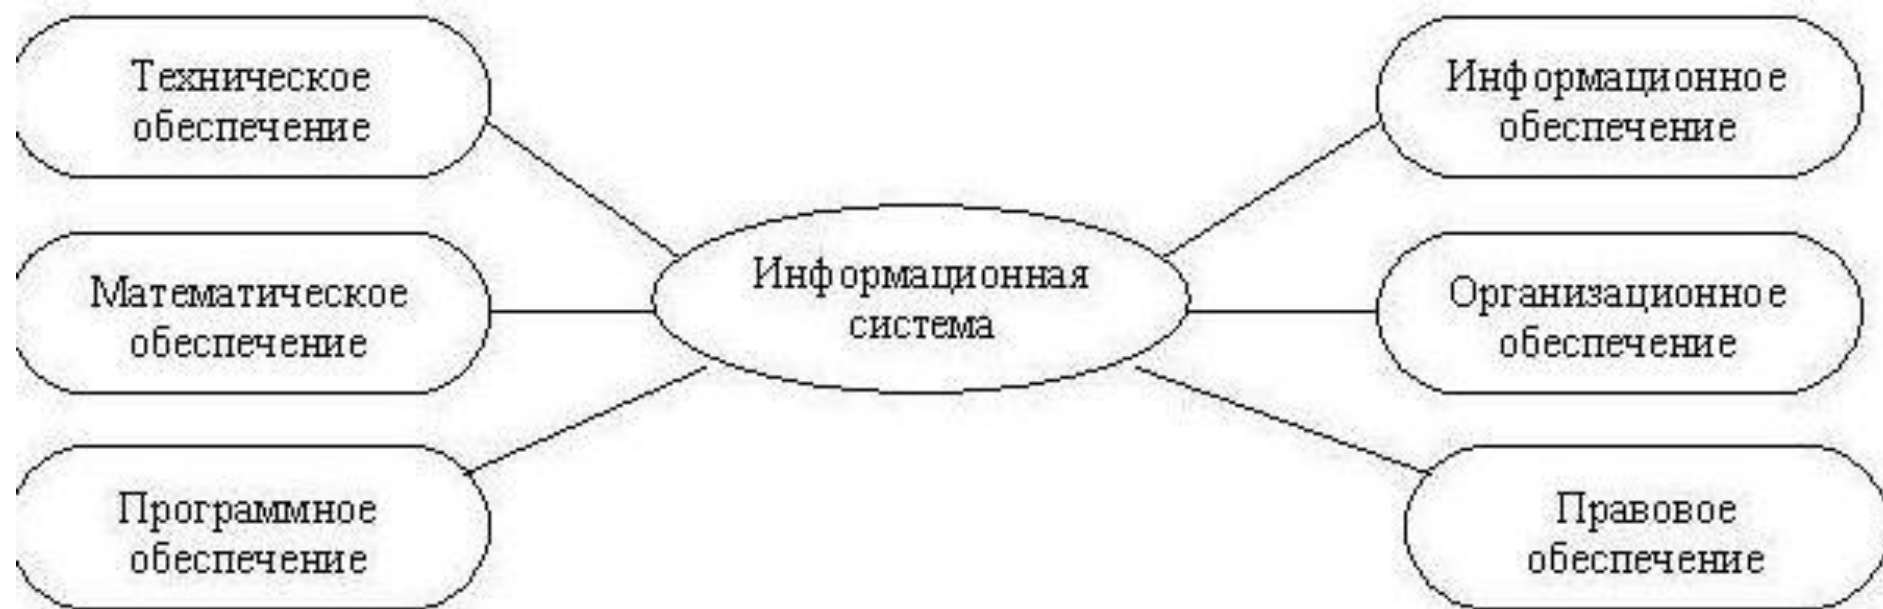 Техническое
обеспечение
Математическое
обеспечение
Программное
обеспечение
Информационная
система
Информационное
обеспечение
Организационное
обеспечение
Правовое
обеспечение